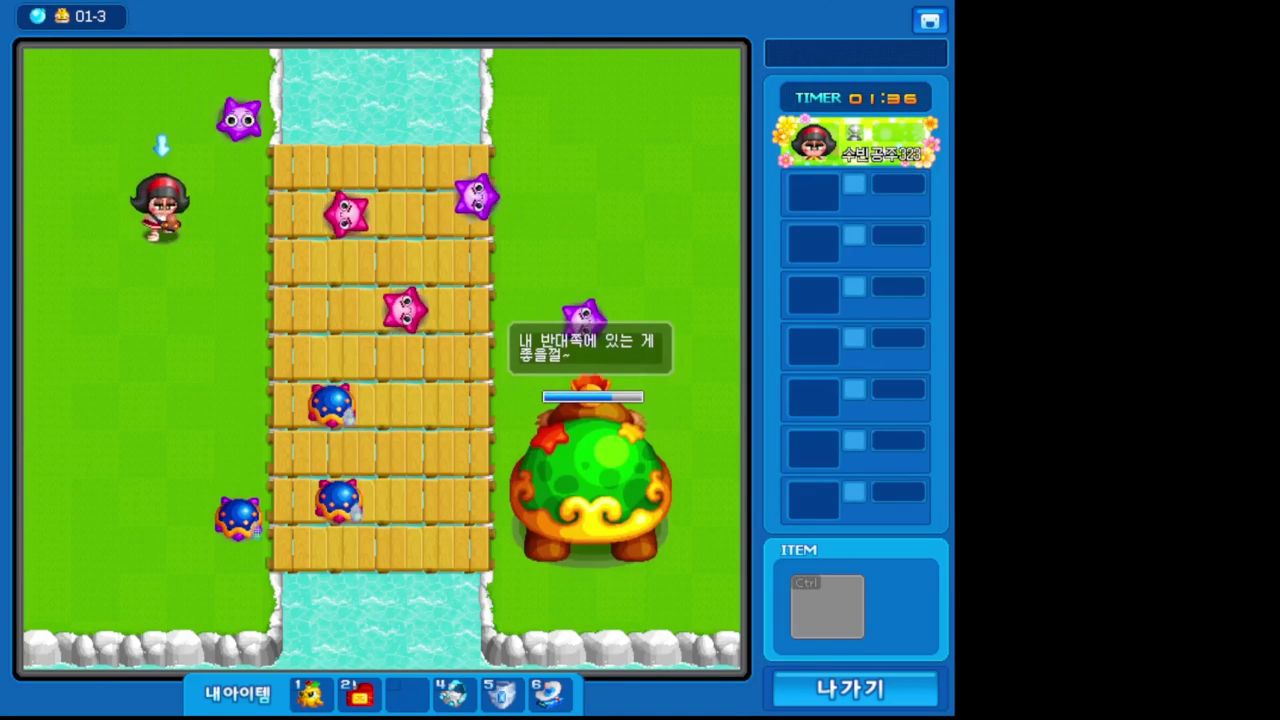 01-3
TIMER 01:36
수빈공주323
내 반대쪽에 있는 게
좋을껄~
ITEM
Ctrl
내아이템
1
2
4
5
6
나가기